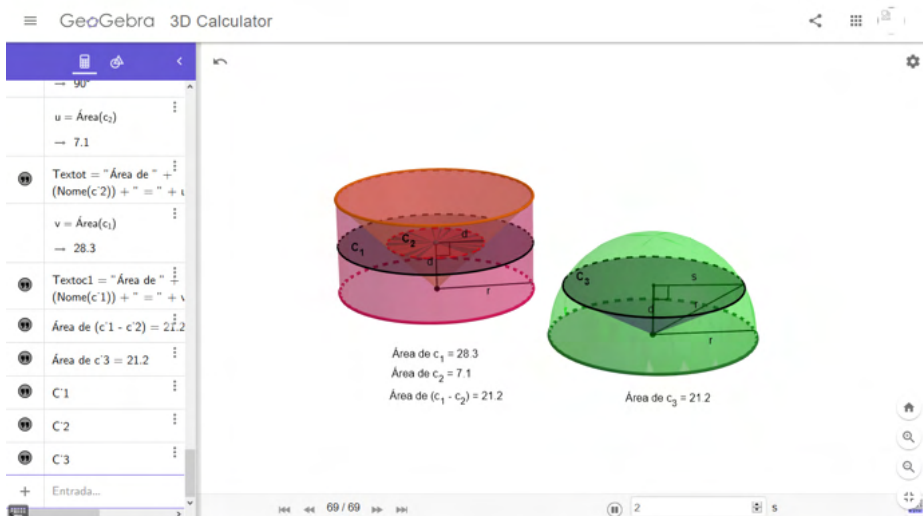 GeoGebra 3D Calculator
→ 90°
u = Área(c₂)
→ 7.1
Textot = "Área de " +
(Nome(c'2)) + " = " + u
v = Área(c₁)
→ 28.3
Textoc1 = "Área de " +
(Nome(c'1)) + " = " + v
Área de (c'1 - c'2) = 21.2
Área de c'3 = 21.2
C'1
C'2
C'3
Entrada...
C₁
C₂
d
d
r
C₃
s
d
r
r
Área de c₁ = 28.3
Área de c₂ = 7.1
Área de (c₁ - c₂) = 21.2
Área de c₃ = 21.2
69 / 69
2 s